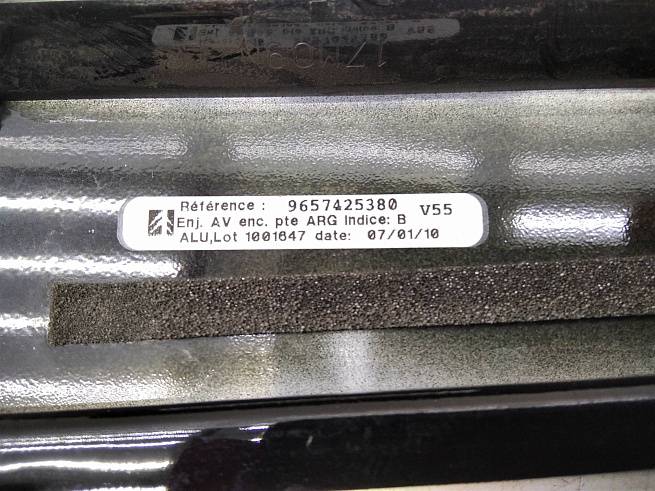 Référence : 9657425380 V55
Enj. AV enc. pte ARG Indice: B
ALU,Lot 1001647 date: 07/01/10